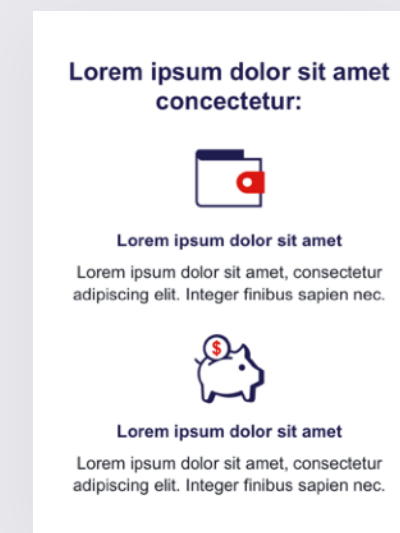 Lorem ipsum dolor sit amet
concectetur:
Lorem ipsum dolor sit amet
Lorem ipsum dolor sit amet, consectetur
adipiscing elit. Integer finibus sapien nec.
$
Lorem ipsum dolor sit amet
Lorem ipsum dolor sit amet, consectetur
adipiscing elit. Integer finibus sapien nec.